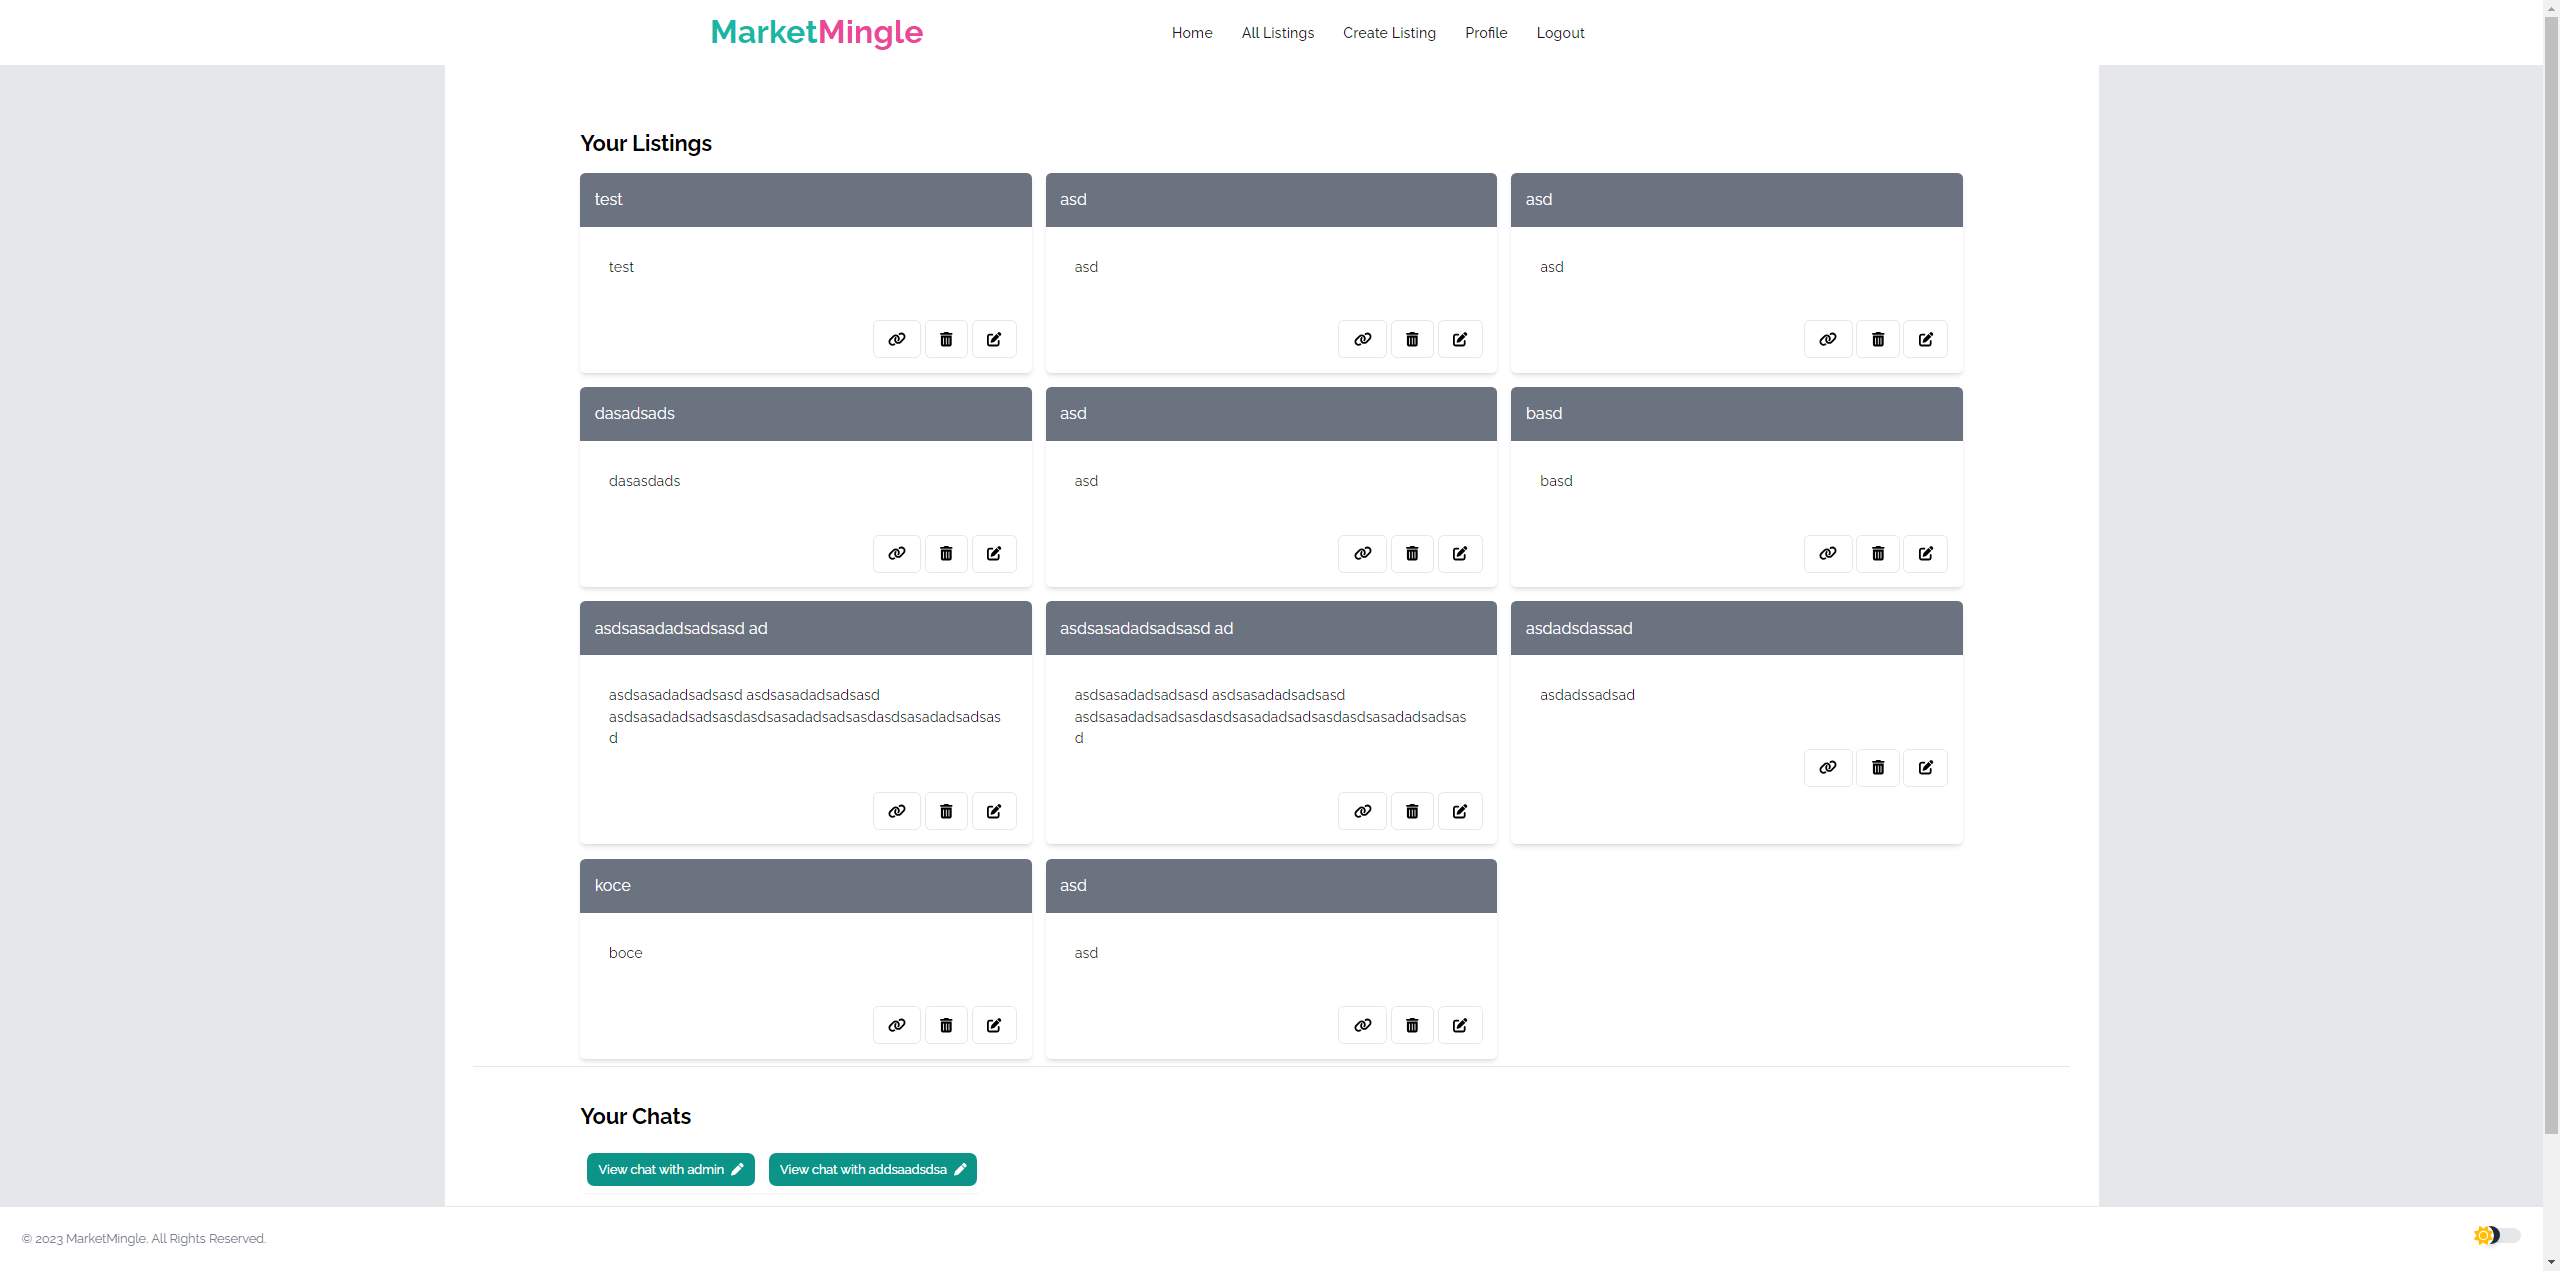 MarketMingle
Home All Listings Create Listing Profile Logout
Your Listings
test
test
asd
asd
asd
asd
dasadsads
dasasdads
asd
asd
basd
basd
asdsasadadsadsasd ad
asdsasadadsadsasd asdsasadadsadsasd
asdsasadadsadsasdasdsasadadsadsasdasdsasadadsadsas
d
asdsasadadsadsasd ad
asdsasadadsadsasd asdsasadadsadsasd
asdsasadadsadsasdasdsasadadsadsasdasdsasadadsadsas
d
asdadsdassad
asdadssadsad
koce
boce
asd
asd
Your Chats
View chat with admin
View chat with addsaadsdsa
© 2023 MarketMingle. All Rights Reserved.